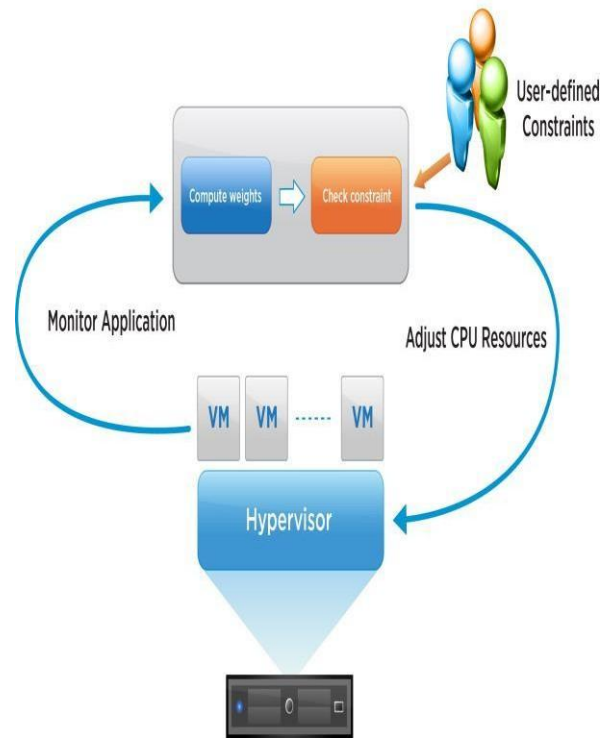 User-defined
Constraints
Compute weights
Check constraint
Monitor Application
Adjust CPU Resources
VM
VM
VM
Hypervisor